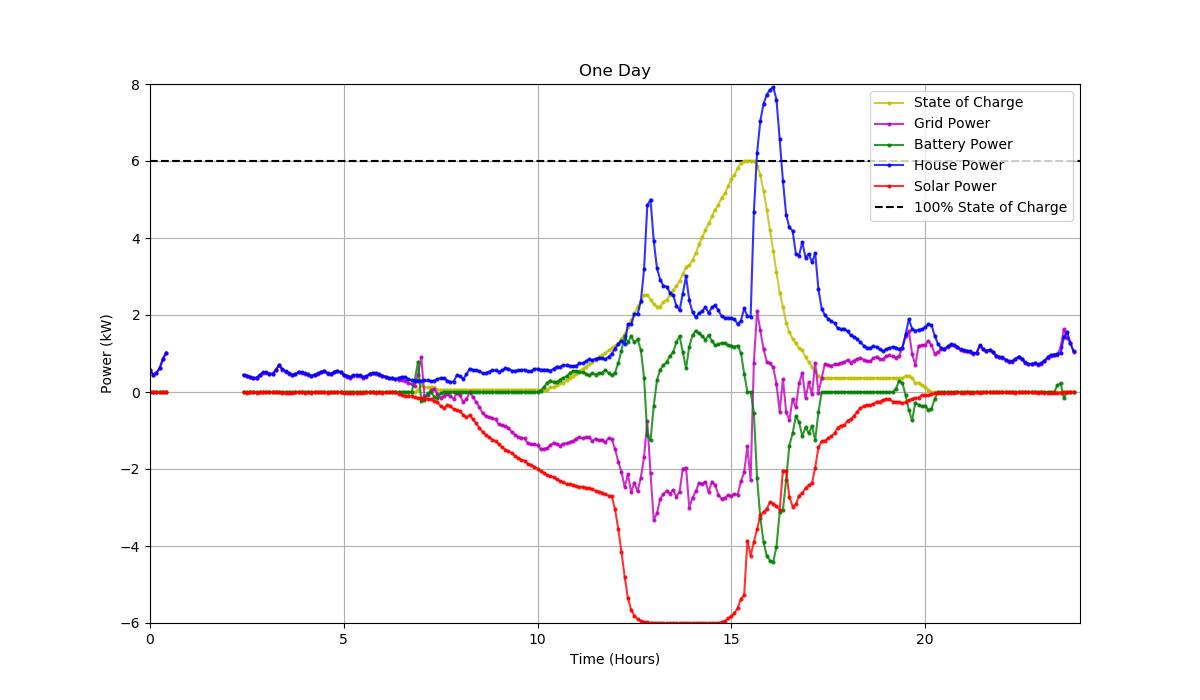 One Day
8
6
4
2
0
−2
−4
−6
Power (kW)
State of Charge
Grid Power
Battery Power
House Power
Solar Power
100% State of Charge
0 5 10 15 20
Time (Hours)